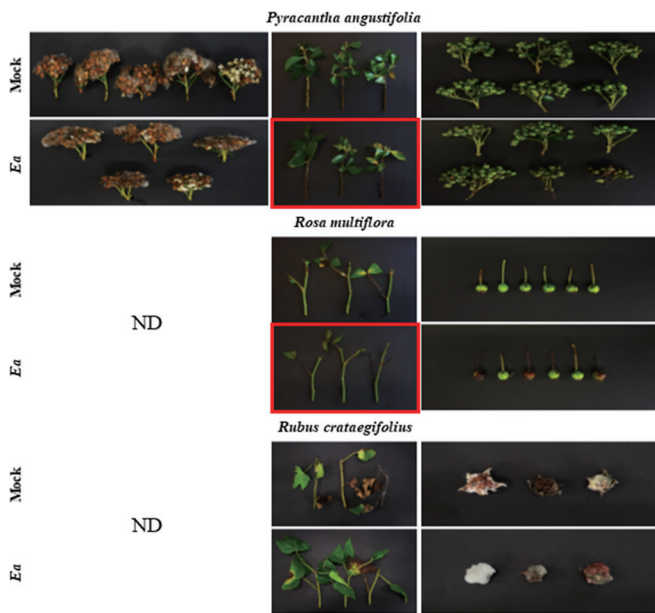 Pyracantha angustifolia
Mock
Ea
Rosa multiflora
Mock
ND
Ea
Rubus crataegifolius
Mock
ND
Ea